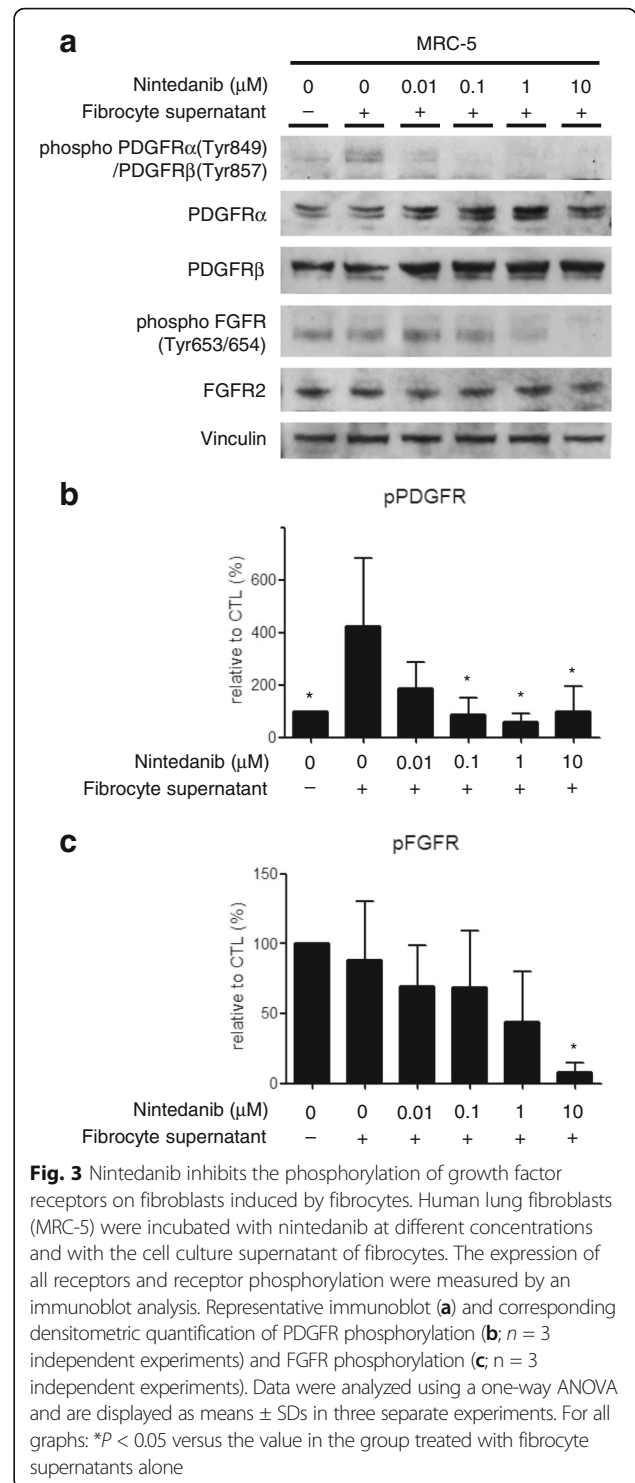 a
MRC-5
Nintedanib (μM) 0 0 0.01 0.1 1 10
Fibrocyte supernatant − + + + + +
phospho PDGFRα(Tyr849)
/PDGFRβ(Tyr857)
PDGFRα
PDGFRβ
phospho FGFR
(Tyr653/654)
FGFR2
Vinculin
b
pPDGFR
relative to CTL (%)
600
400
200
0
* * * *
Nintedanib (μM) 0 0 0.01 0.1 1 10
Fibrocyte supernatant − + + + + +
c
pFGFR
relative to CTL (%)
150
100
50
0
*
Nintedanib (μM) 0 0 0.01 0.1 1 10
Fibrocyte supernatant − + + + + +
Fig. 3 Nintedanib inhibits the phosphorylation of growth factor
receptors on fibroblasts induced by fibrocytes. Human lung fibroblasts
(MRC-5) were incubated with nintedanib at different concentrations
and with the cell culture supernatant of fibrocytes. The expression of
all receptors and receptor phosphorylation were measured by an
immunoblot analysis. Representative immunoblot (a) and corresponding
densitometric quantification of PDGFR phosphorylation (b; n = 3
independent experiments) and FGFR phosphorylation (c; n = 3
independent experiments). Data were analyzed using a one-way ANOVA
and are displayed as means ± SDs in three separate experiments. For all
graphs: *P < 0.05 versus the value in the group treated with fibrocyte
supernatants alone